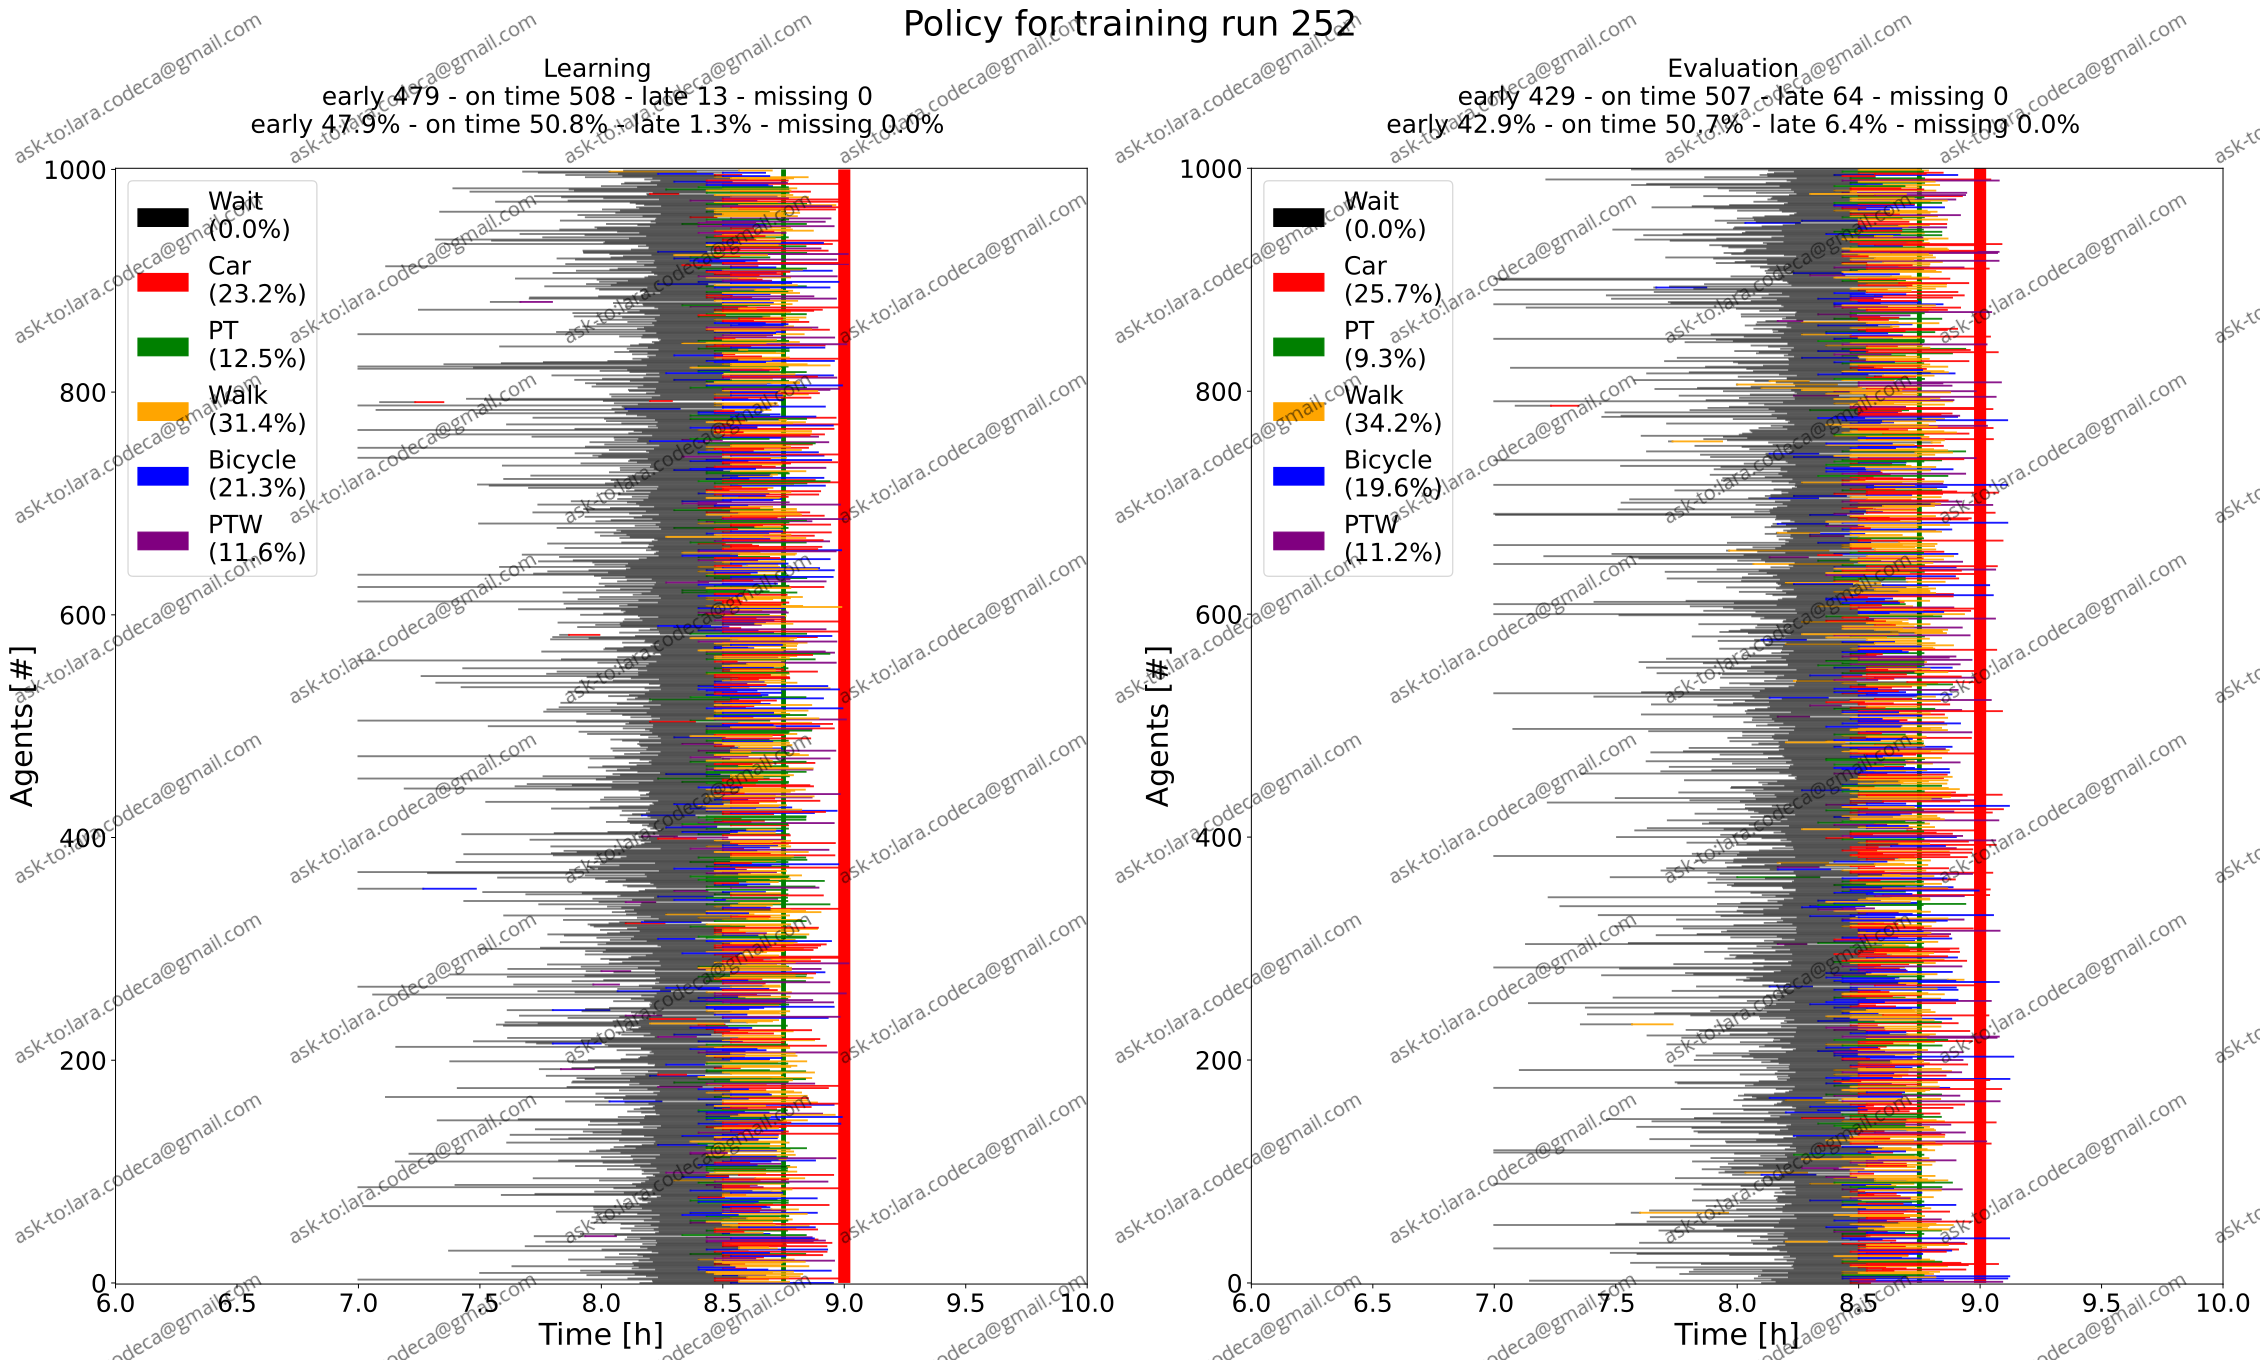 Policy for training run 252
Learning
early 479 - on time 508 - late 13 - missing 0
early 47.9% - on time 50.8% - late 1.3% - missing 0.0%
1000
800
600
400
200
0
Agents [#]
Wait
(0.0%)
Car
(23.2%)
PT
(12.5%)
Walk
(31.4%)
Bicycle
(21.3%)
PTW
(11.6%)
6.0 6.5 7.0 7.5 8.0 8.5 9.0 9.5 10.0
Time [h]
Evaluation
early 429 - on time 507 - late 64 - missing 0
early 42.9% - on time 50.7% - late 6.4% - missing 0.0%
1000
800
600
400
200
0
Agents [#]
Wait
(0.0%)
Car
(25.7%)
PT
(9.3%)
Walk
(34.2%)
Bicycle
(19.6%)
PTW
(11.2%)
6.0 6.5 7.0 7.5 8.0 8.5 9.0 9.5 10.0
Time [h]
ask-to:lara.codeca@gmail.com